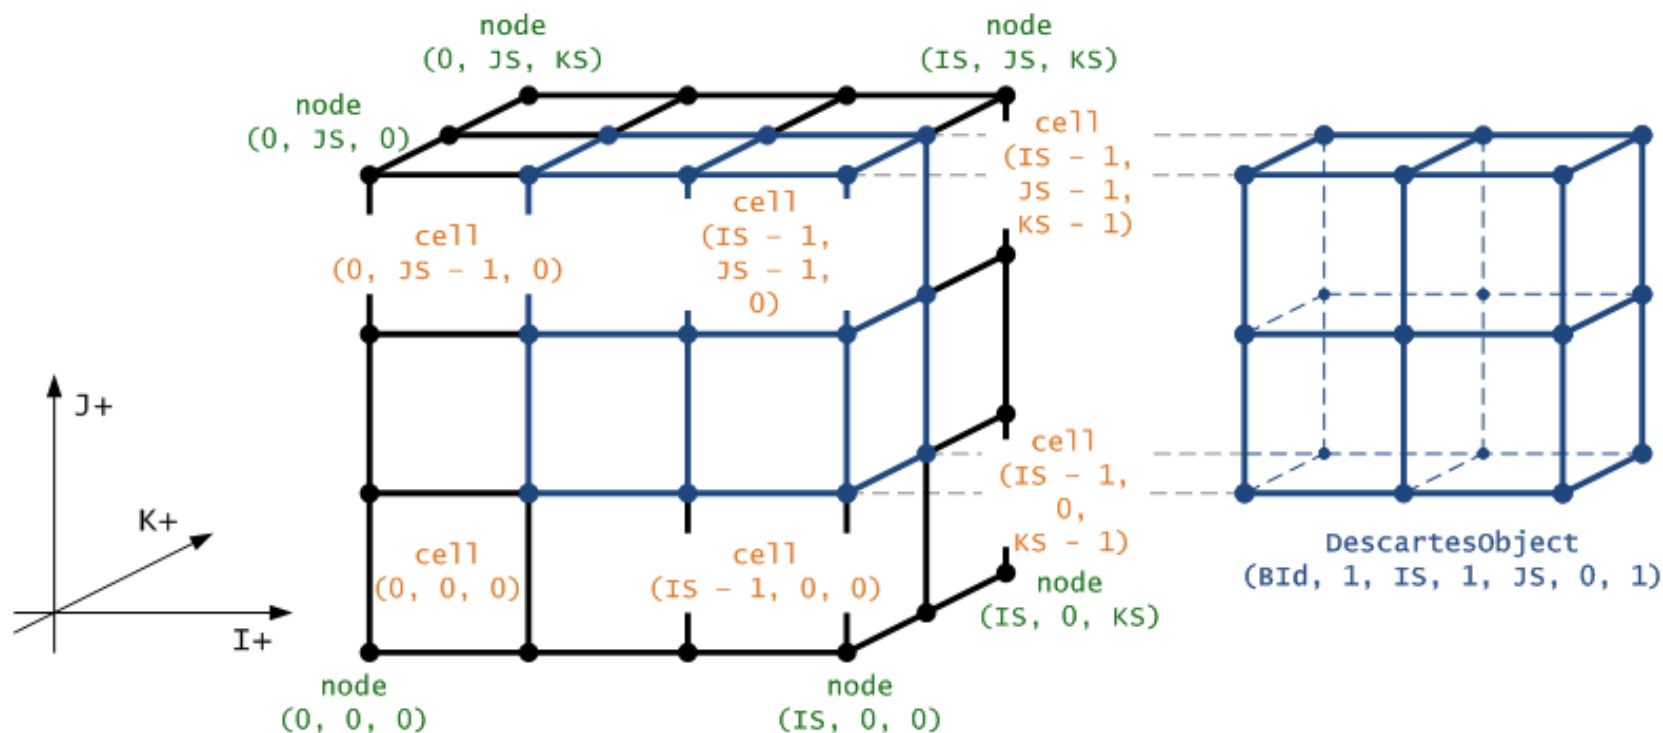 node
(0, JS, KS)
node
(IS, JS, KS)
node
(0, JS, 0)
cell
(IS – 1,
JS – 1,
KS – 1)
cell
(0, JS – 1, 0)
cell
(IS – 1,
JS – 1,
0)
J+
K+
I+
cell
(0, 0, 0)
cell
(IS – 1, 0, 0)
cell
(IS – 1,
0,
KS – 1)
node
(IS, 0, KS)
node
(0, 0, 0)
node
(IS, 0, 0)
DescartesObject
(BId, 1, IS, 1, JS, 0, 1)